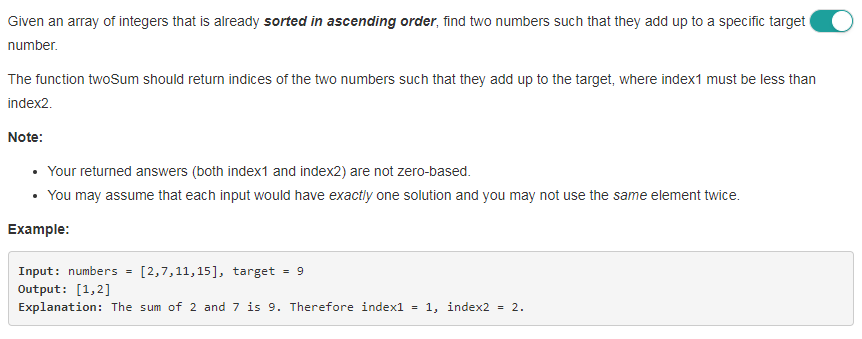 Given an array of integers that is already sorted in ascending order, find two numbers such that they add up to a specific target
number.
The function twoSum should return indices of the two numbers such that they add up to the target, where index1 must be less than
index2.
Note:
• Your returned answers (both index1 and index2) are not zero-based.
• You may assume that each input would have exactly one solution and you may not use the same element twice.
Example:
Input: numbers = [2,7,11,15], target = 9
Output: [1,2]
Explanation: The sum of 2 and 7 is 9. Therefore index1 = 1, index2 = 2.